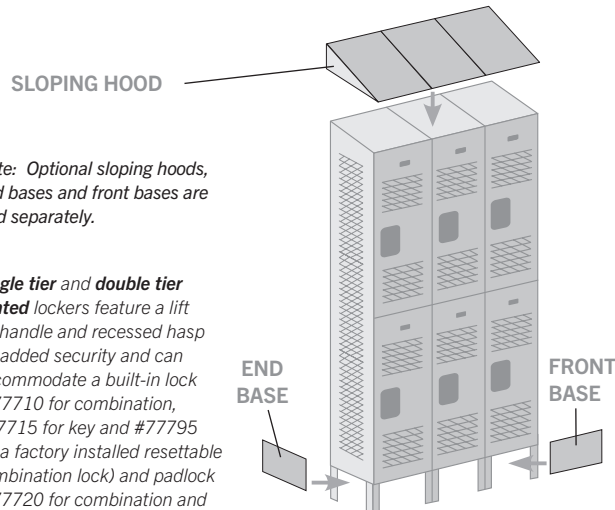 SLOPING HOOD
te: Optional sloping hoods,
d bases and front bases are
d separately.
gle tier and double tier
nted lockers feature a lift
handle and recessed hasp
added security and can
commodate a built-in lock
77710 for combination,
7715 for key and #77795
a factory installed resettable
mbination lock) and padlock
77720 for combination and
END
BASE
FRONT
BASE